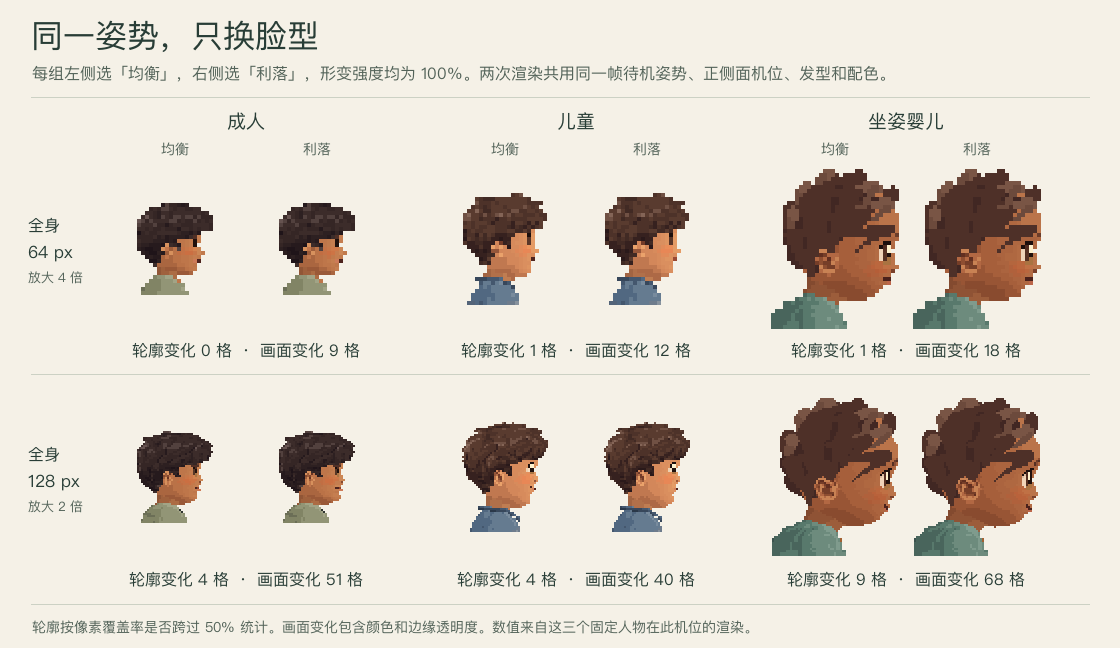 同一姿势，只换脸型
每组左侧选「均衡」，右侧选「利落」，形变强度均为 100%。两次渲染共用同一帧待机姿势、正侧面机位、发型和配色。
成人 儿童 坐姿婴儿
均衡 利落 均衡 利落 均衡 利落
全身
64 px
放大 4 倍
轮廓变化 0 格 · 画面变化 9 格 轮廓变化 1 格 · 画面变化 12 格 轮廓变化 1 格 · 画面变化 18 格
全身
128 px
放大 2 倍
轮廓变化 4 格 · 画面变化 51 格 轮廓变化 4 格 · 画面变化 40 格 轮廓变化 9 格 · 画面变化 68 格
轮廓按像素覆盖率是否跨过 50% 统计。画面变化包含颜色和边缘透明度。数值来自这三个固定人物在此机位的渲染。